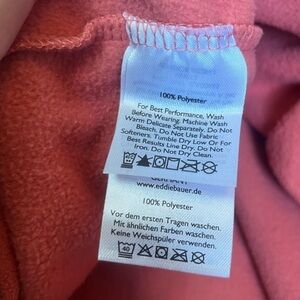 100% Polyester
For Best Performance, Wash
Before Wearing. Machine Wash
Warm Delicate Separately. Do Not
Bleach. Do Not Use Fabric
Softeners. Tumble Dry Low Or For
Best Results Line Dry. Do Not
Iron. Do Not Dry Clean.
GERMANY
www.eddiebauer.de
100% Polyester
Vor dem ersten Tragen waschen.
Mit ähnlichen Farben waschen.
Keine Weichspüler verwenden.
40